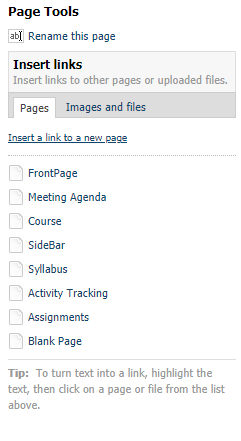 Page Tools
ab Rename this page
Insert links
Insert links to other pages or uploaded files.
Pages Images and files
Insert a link to a new page
FrontPage
Meeting Agenda
Course
SideBar
Syllabus
Activity Tracking
Assignments
Blank Page
Tip: To turn text into a link, highlight the
text, then click on a page or file from the list
above.